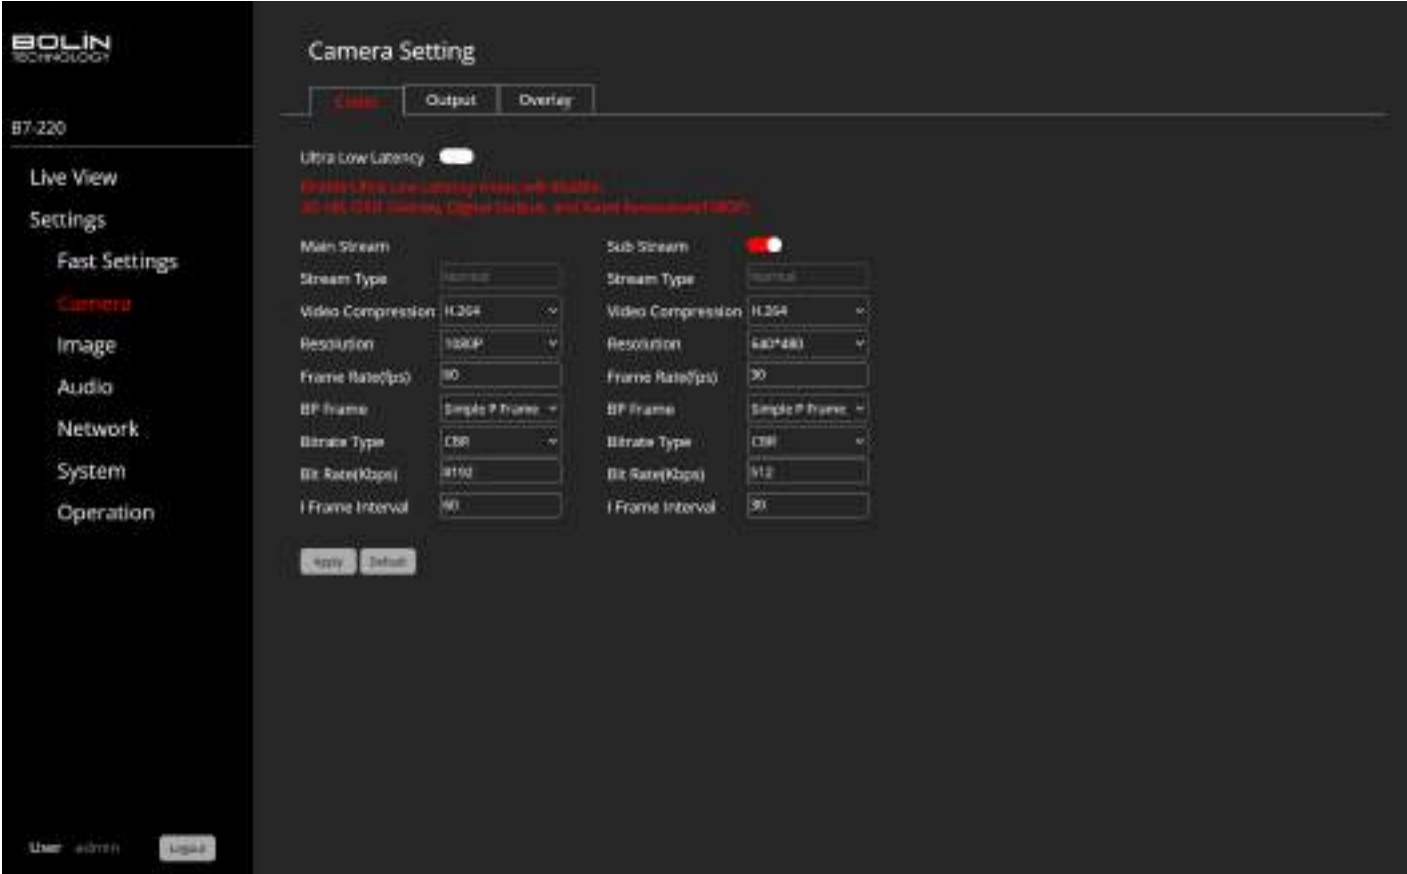 BOLIN
TECHNOLOGY
B7-220
Live View
Settings
Fast Settings
Camera
Image
Audio
Network
System
Operation
User admin
Camera Setting
Output Overlay
Ultra Low Latency
Main Stream Sub Stream
Stream Type Normal Stream Type Normal
Video Compression H.264 Video Compression H.264
Resolution 1080P Resolution 640*480
Frame Rate(fps) 60 Frame Rate(fps) 30
BP Frame Simple P Frame BP Frame Simple P Frame
Bitrate Type CBR Bitrate Type CBR
Bit Rate(Kbps) 8192 Bit Rate(Kbps) 512
I Frame Interval 60 I Frame Interval 30
Apply Default
Logout